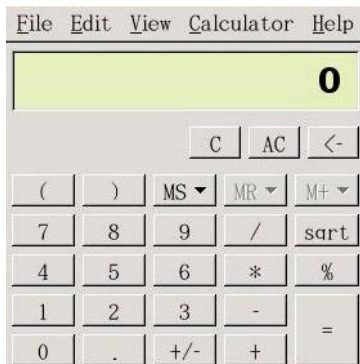 File Edit View Calculator Help
0
C AC <-
( ) MS MR M+
7 8 9 / sqrt
4 5 6 * %
1 2 3 -
0 . +/- + =